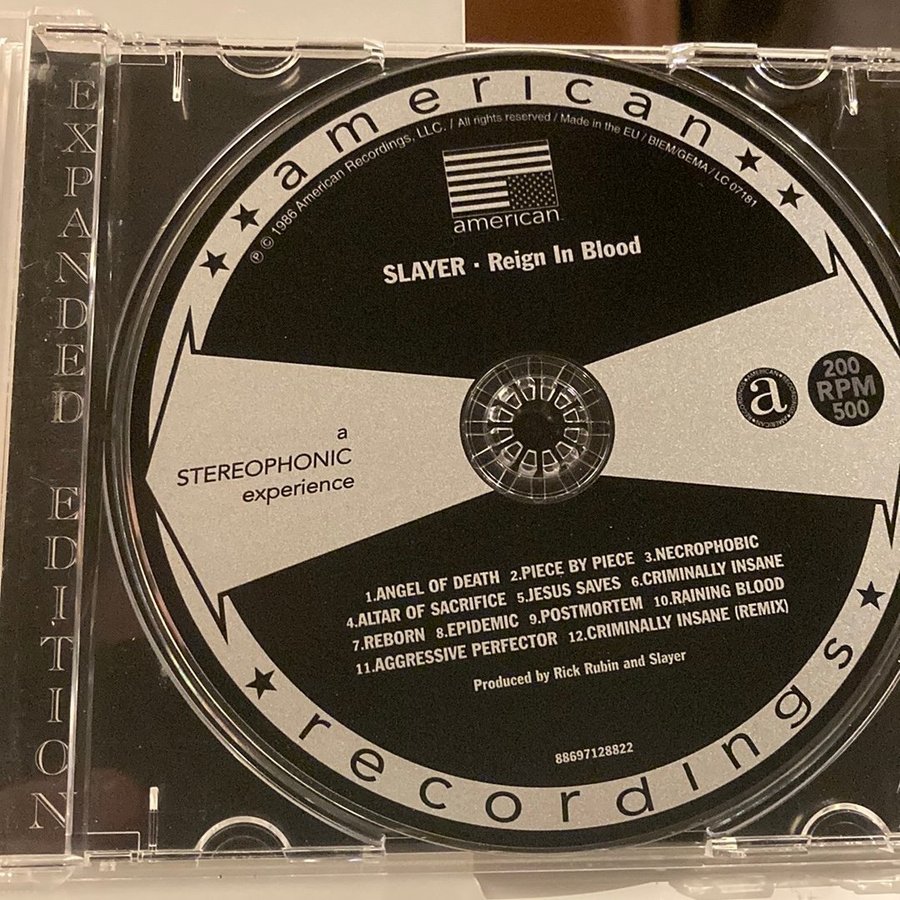 EXPANDED EDITION
american
℗ © 1986 American Recordings, LLC. / All rights reserved / Made in the EU / BIEM/GEMA / LC 07181
american
SLAYER · Reign In Blood
a
200
RPM
500
a
STEREOPHONIC
experience
1.ANGEL OF DEATH 2.PIECE BY PIECE 3.NECROPHOBIC
4.ALTAR OF SACRIFICE 5.JESUS SAVES 6.CRIMINALLY INSANE
7.REBORN 8.EPIDEMIC 9.POSTMORTEM 10.RAINING BLOOD
11.AGGRESSIVE PERFECTOR 12.CRIMINALLY INSANE (REMIX)
Produced by Rick Rubin and Slayer
88697128822
recordings